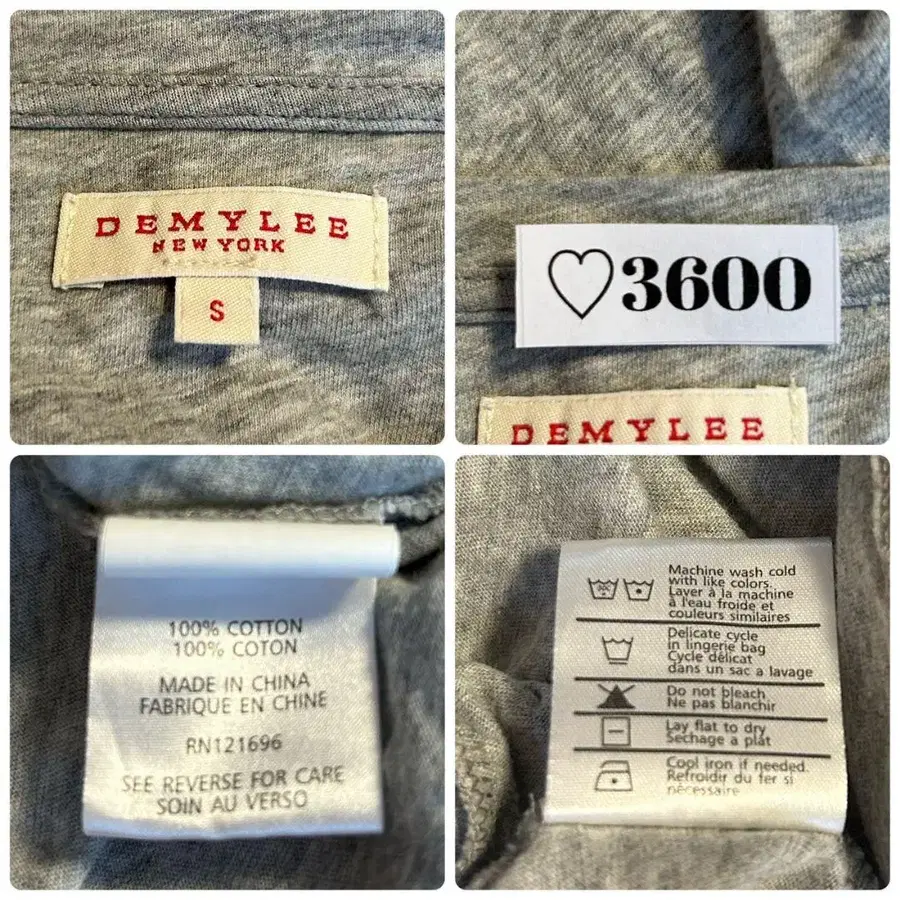 DEMYLEE
NEW YORK
S
♡3600
DEMYLEE
100% COTTON
100% COTON
MADE IN CHINA
FABRIQUE EN CHINE
RN121696
SEE REVERSE FOR CARE
SOIN AU VERSO
Machine wash cold
with like colors.
Laver à la machine
à l'eau froide et
couleurs similaires
Delicate cycle
in lingerie bag
Cycle délicat
dans un sac a lavage
Do not bleach
Ne pas blanchir
Lay flat to dry
Sechage a plat
Cool iron if needed.
Refroidir du fer si
nécessaire